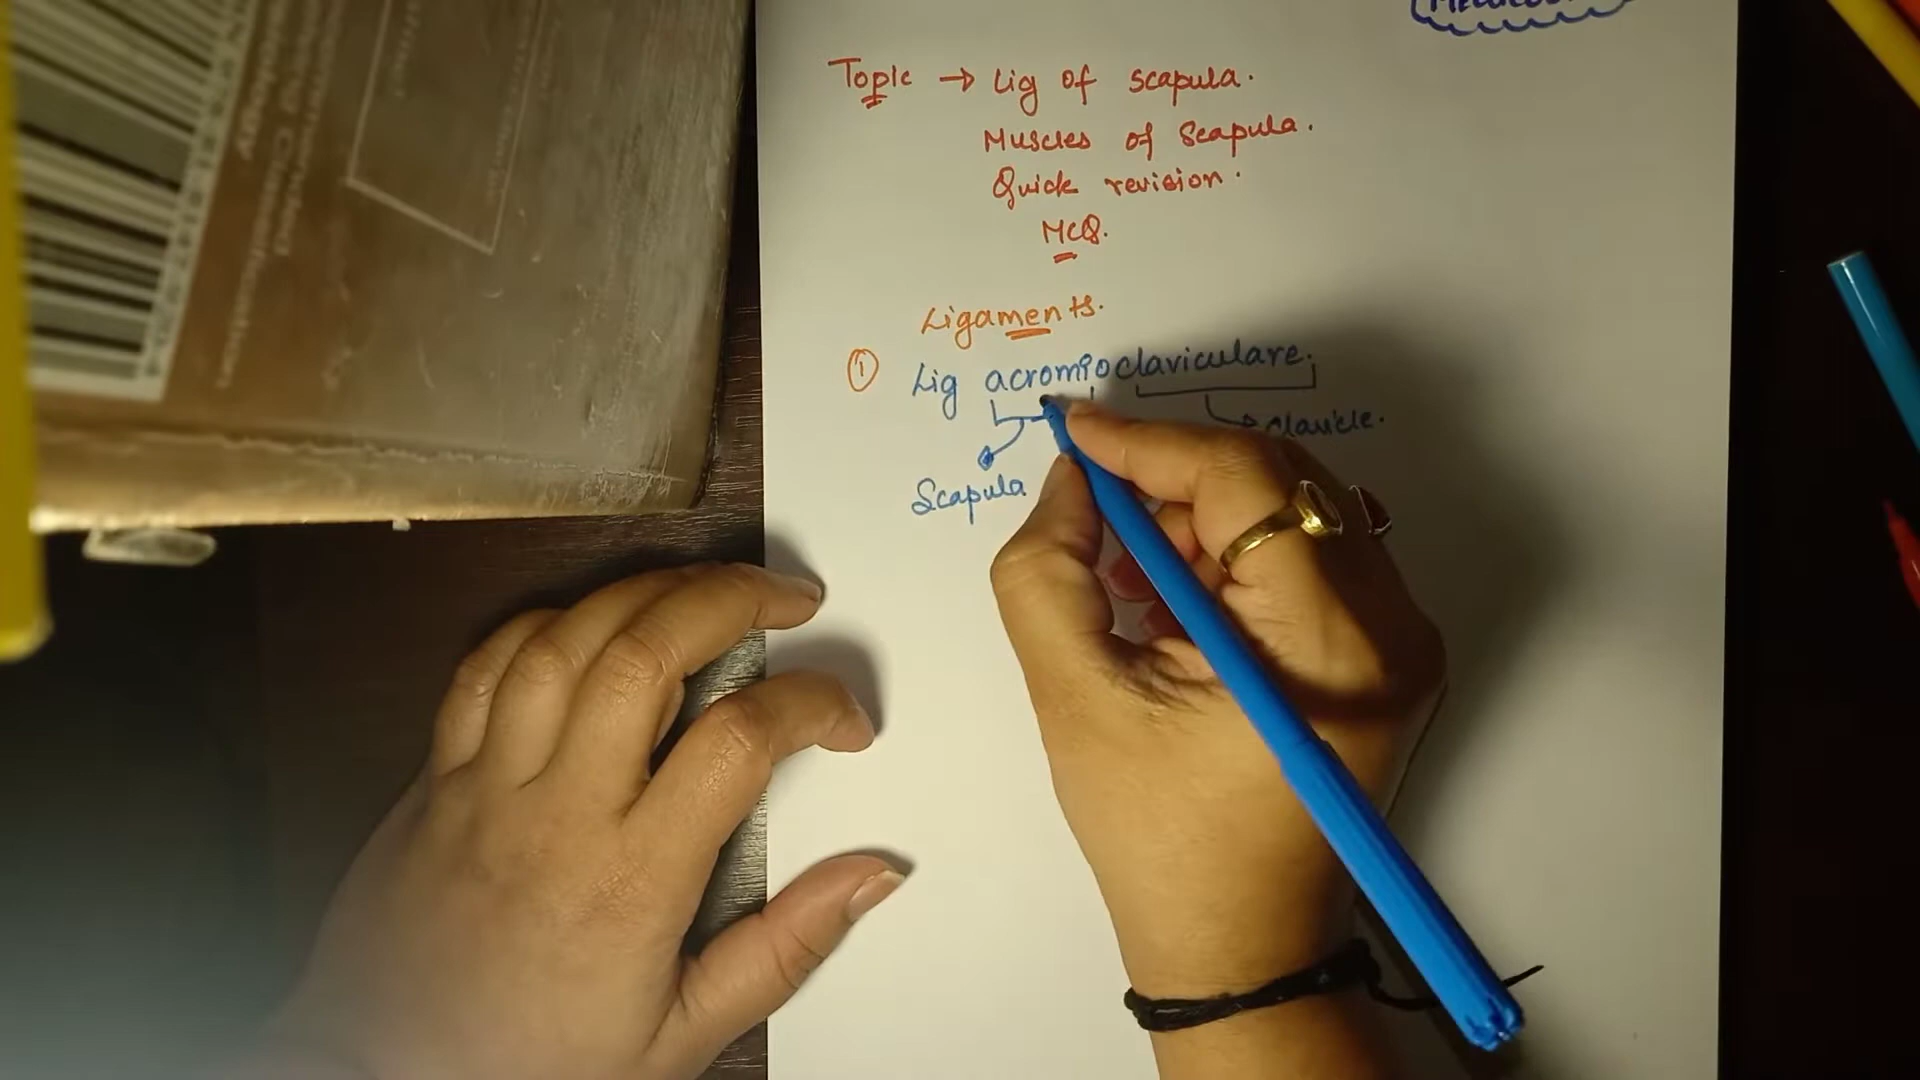 Topic → Lig of scapula.
Muscles of Scapula.
Quick revision.
MCQ.
Ligaments.
① Lig acromioclaviculare.
clavicle.
Scapula